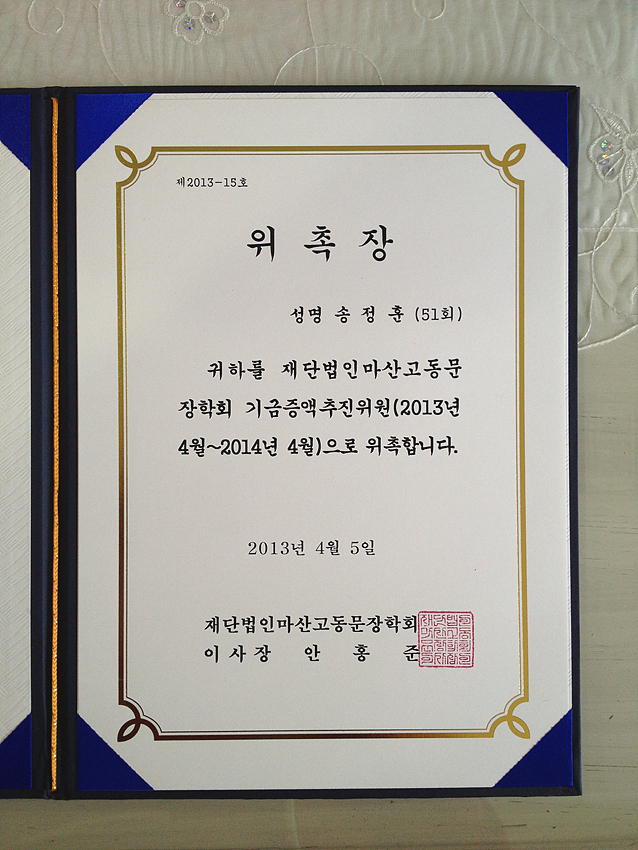 제2013-15호
위 촉 장
성명 송 정 훈 (51회)
귀하를 재단법인마산고동문
장학회 기금증액추진위원(2013년
4월~2014년 4월)으로 위촉합니다.
2013년 4월 5일
재단법인마산고동문장학회
이 사 장 안 홍 준